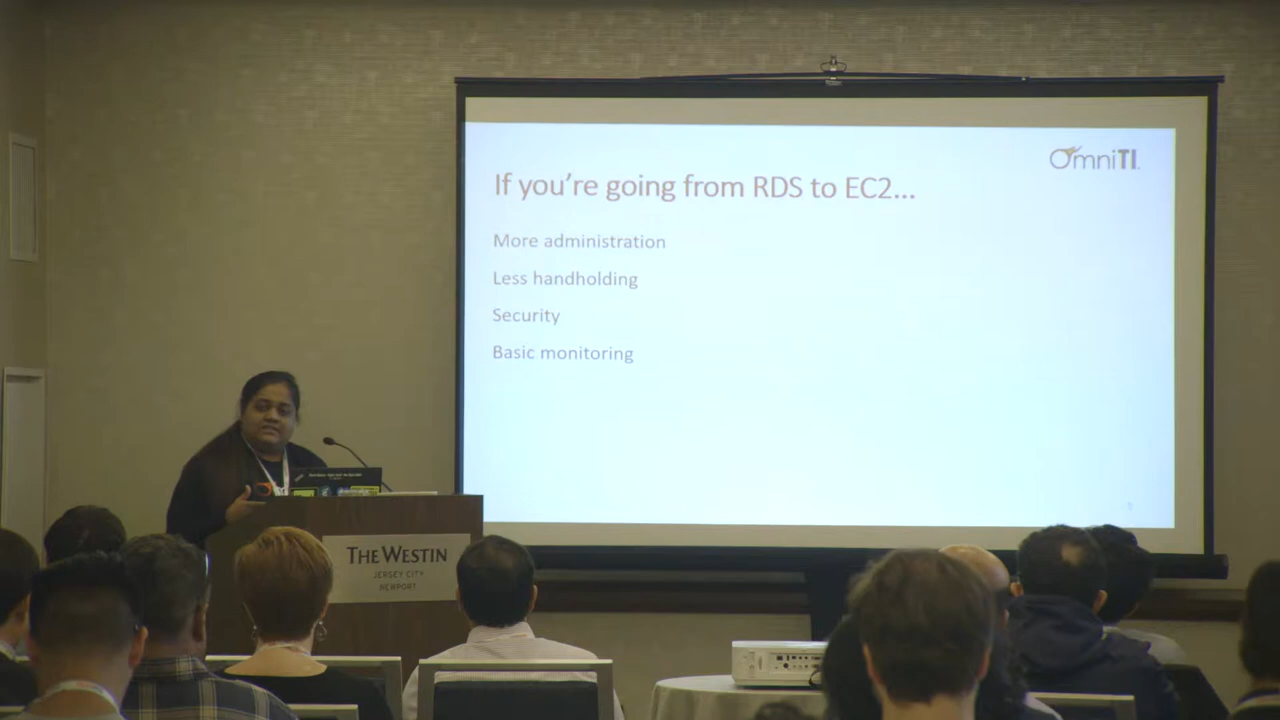 OmniTI
If you're going from RDS to EC2...
More administration
Less handholding
Security
Basic monitoring
THE WESTIN
JERSEY CITY
NEWPORT